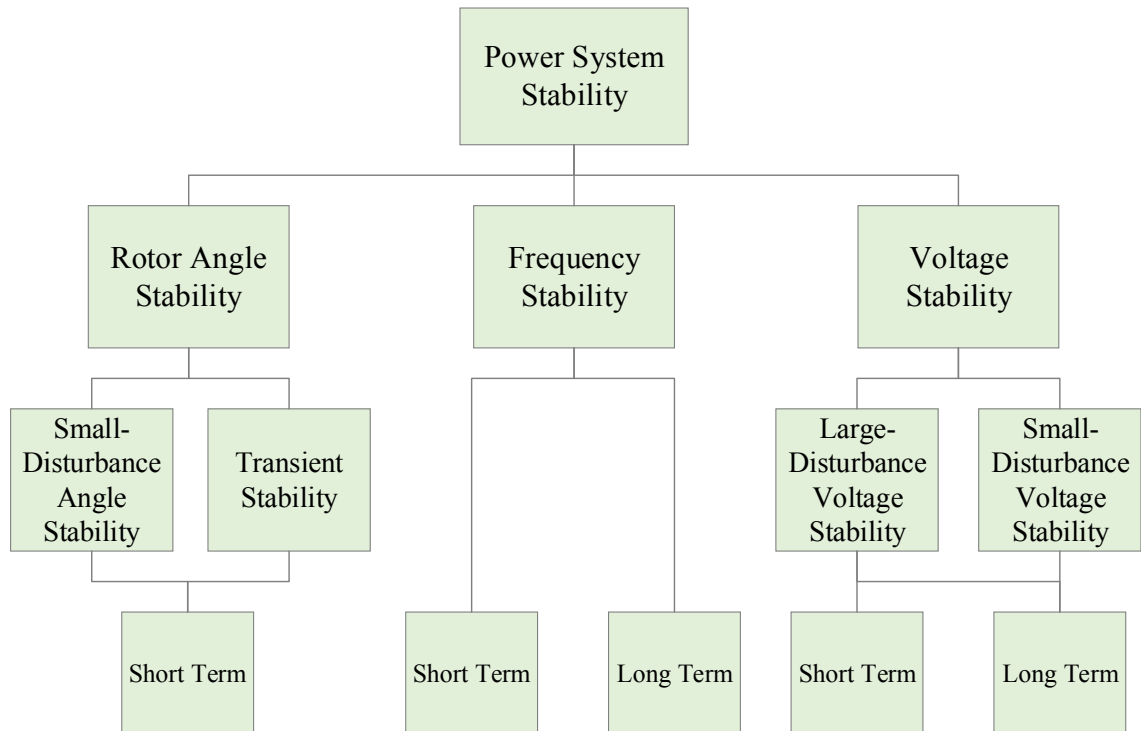 Power System
Stability
Rotor Angle
Stability
Frequency
Stability
Voltage
Stability
Small-
Disturbance
Angle
Stability
Transient
Stability
Large-
Disturbance
Voltage
Stability
Small-
Disturbance
Voltage
Stability
Short Term
Short Term
Long Term
Short Term
Long Term